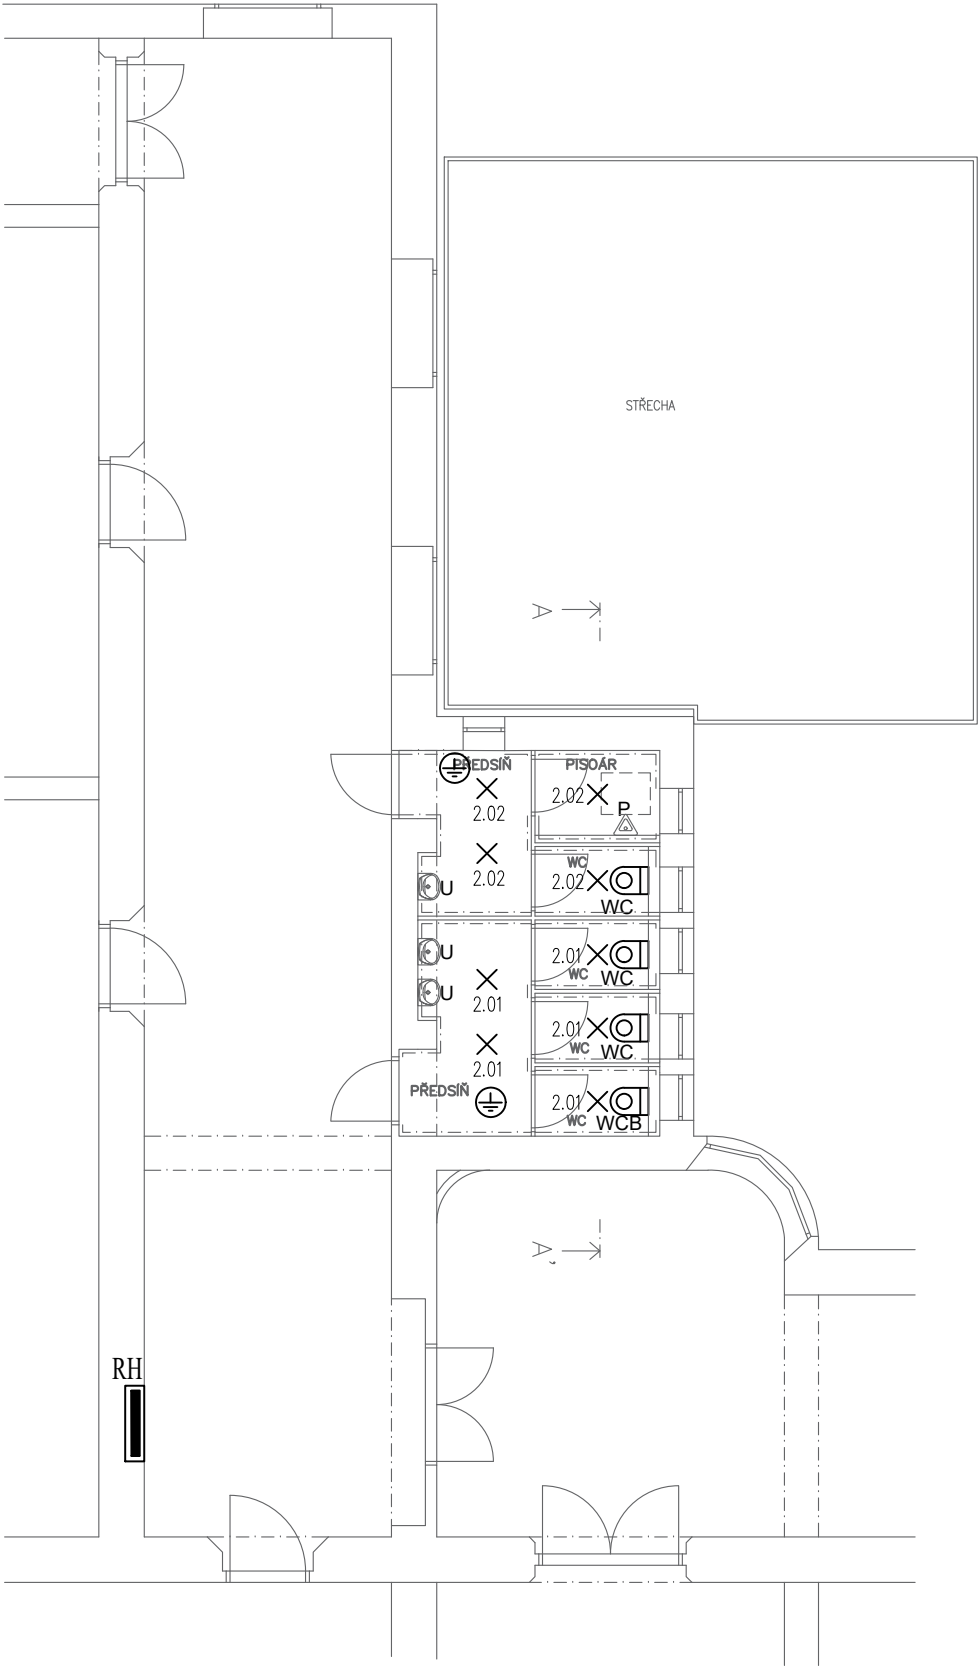 STŘECHA
A
PŘEDSÍŇ
PISOÁR
2.02
2.02
P
2.02
WC
2.02
WC
U
U
2.01
WC
WC
U
2.01
2.01
WC
WC
2.01
PŘEDSÍŇ
2.01
WC
WCB
A'
RH